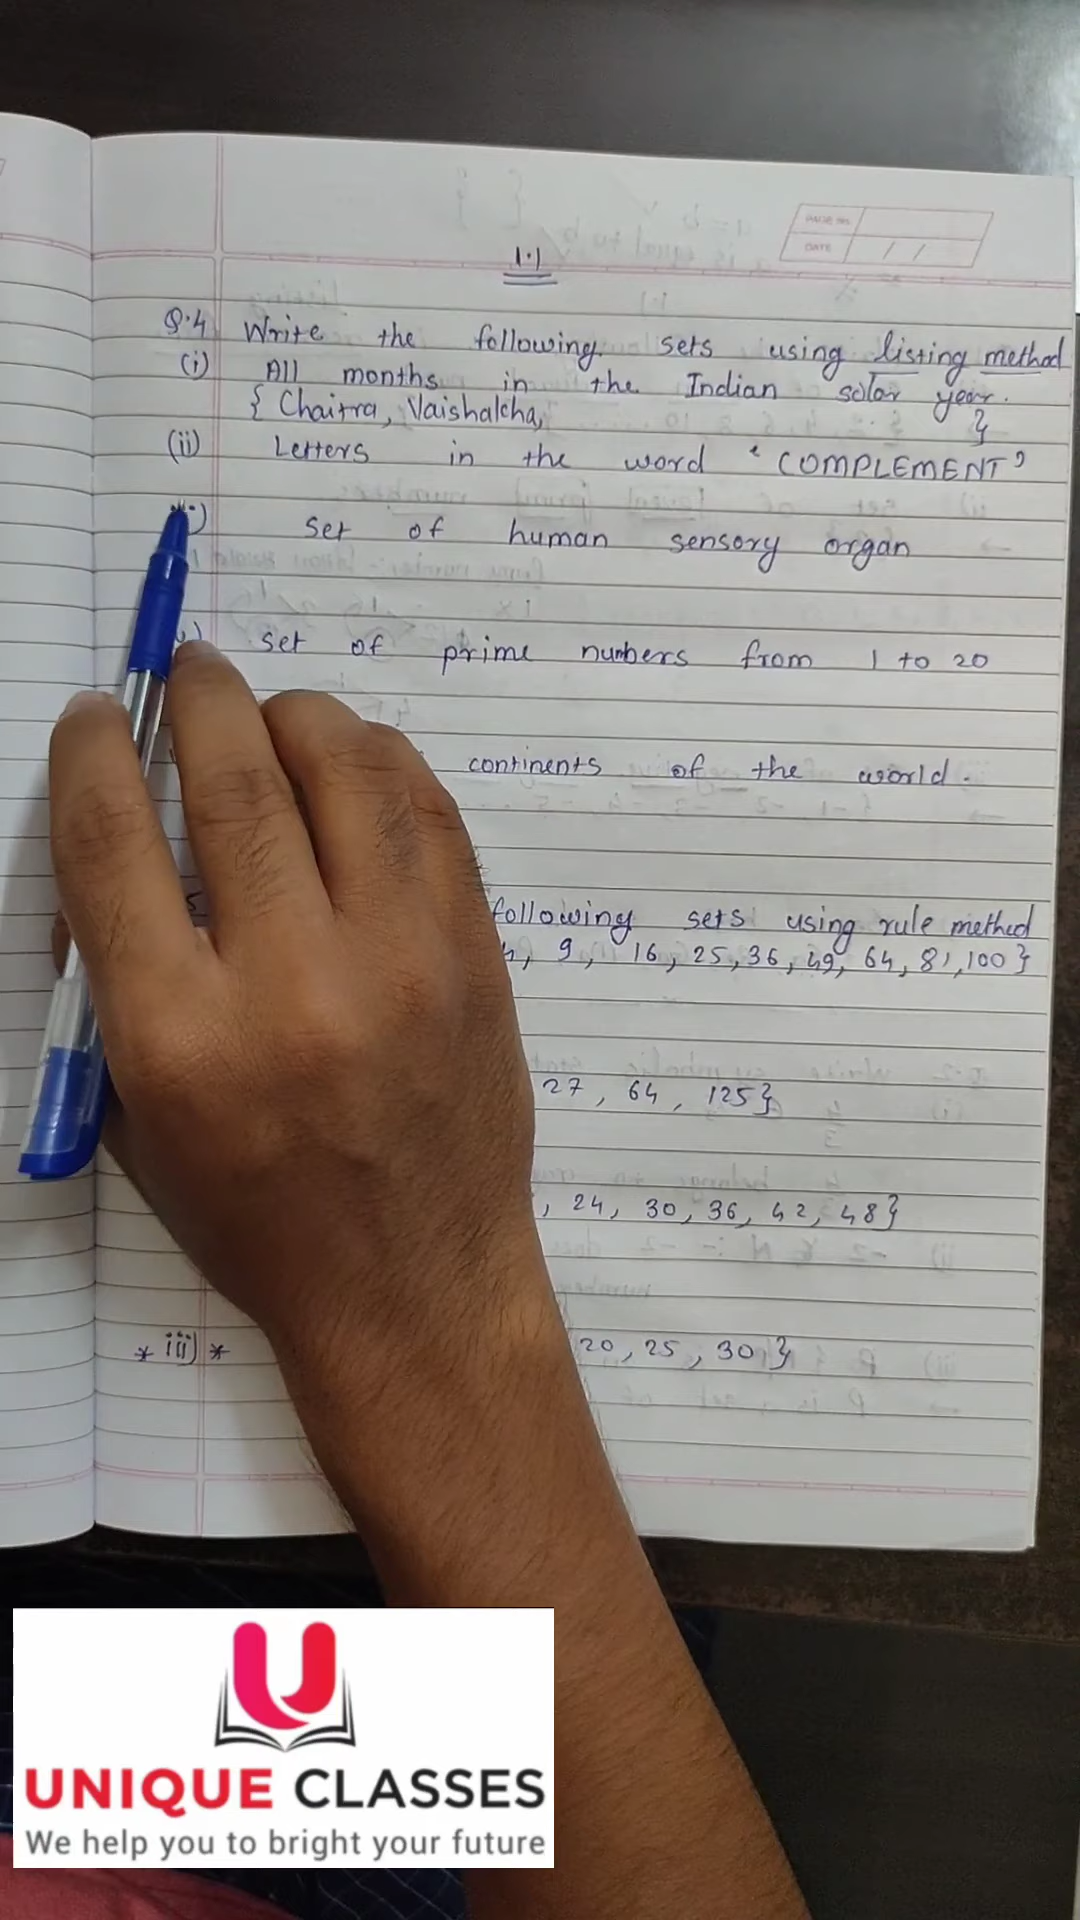 PAGE No.
DATE / /
1.1
Q.4 Write the following. sets using listing method
(i) All months in the Indian solar year.
{ Chaitra, Vaishalcha, }
(ii) Letters in the word 'COMPLEMENT'
set of human sensory organ
set of prime numbers from 1 to 20
continents of the world.
following sets using rule method
, 9, 16, 25, 36, 49, 64, 81, 100 }
27, 64, 125}
, 24, 30, 36, 42, 48}
* iii) * 20, 25, 30 }
UNIQUE CLASSES
We help you to bright your future